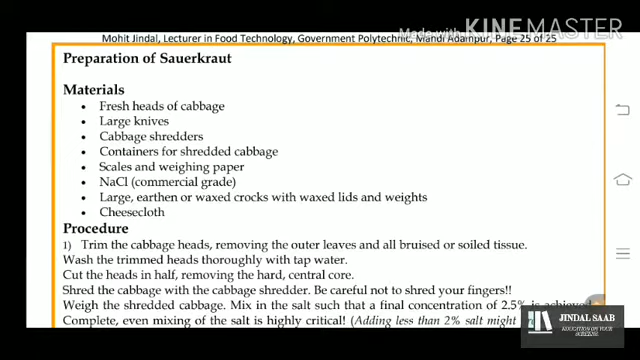 Mohit Jindal, Lecturer in Food Technology, Government Polytechnic, Mandi Adampur, Page 25 of 25
Made with KINEMASTER
Preparation of Sauerkraut
Materials
• Fresh heads of cabbage
• Large knives
• Cabbage shredders
• Containers for shredded cabbage
• Scales and weighing paper
• NaCl (commercial grade)
• Large, earthen or waxed crocks with waxed lids and weights
• Cheesecloth
Procedure
1) Trim the cabbage heads, removing the outer leaves and all bruised or soiled tissue.
Wash the trimmed heads thoroughly with tap water.
Cut the heads in half, removing the hard, central core.
Shred the cabbage with the cabbage shredder. Be careful not to shred your fingers!!
Weigh the shredded cabbage. Mix in the salt such that a final concentration of 2.5% is achieved
Complete, even mixing of the salt is highly critical! (Adding less than 2% salt might
JINDAL SAAB
EDUCATION ON YOUR SCREENS